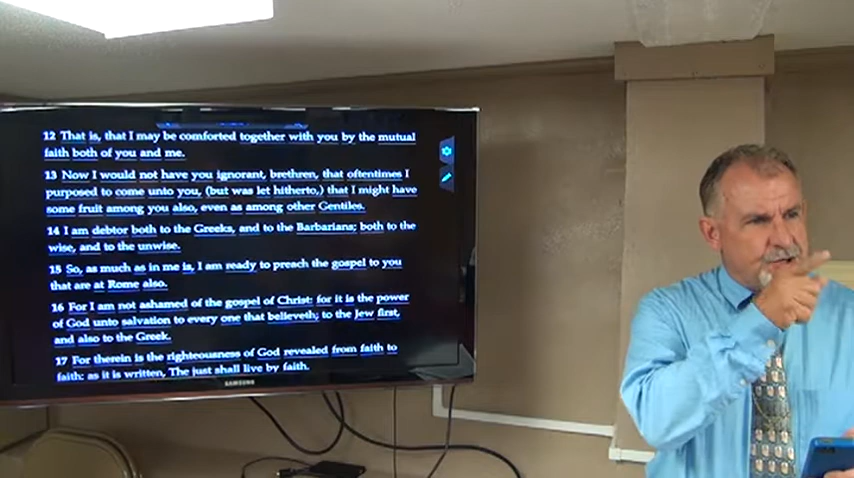 12 That is, that I may be comforted together with you by the mutual
faith both of you and me.
13 Now I would not have you ignorant, brethren, that oftentimes I
purposed to come unto you, (but was let hitherto,) that I might have
some fruit among you also, even as among other Gentiles.
14 I am debtor both to the Greeks, and to the Barbarians; both to the
wise, and to the unwise.
15 So, as much as in me is, I am ready to preach the gospel to you
that are at Rome also.
16 For I am not ashamed of the gospel of Christ: for it is the power
of God unto salvation to every one that believeth; to the Jew first,
and also to the Greek.
17 For therein is the righteousness of God revealed from faith to
faith: as it is written, The just shall live by faith.
SAMSUNG